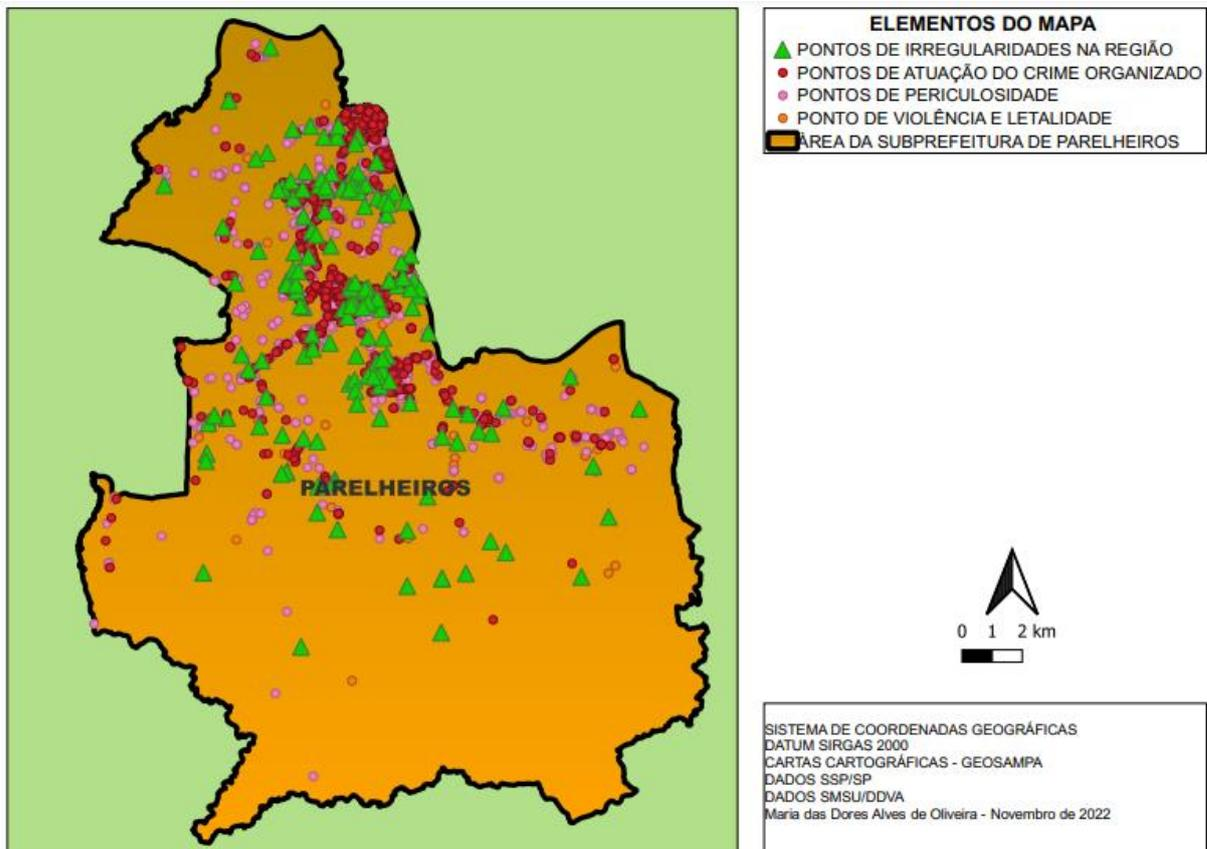 ELEMENTOS DO MAPA
PONTOS DE IRREGULARIDADES NA REGIÃO
PONTOS DE ATUAÇÃO DO CRIME ORGANIZADO
PONTOS DE PERICULOSIDADE
PONTO DE VIOLÊNCIA E LETALIDADE
ÁREA DA SUBPREFEITURA DE PARELHEIROS
PARELHEIROS
0 1 2 km
SISTEMA DE COORDENADAS GEOGRÁFICAS
DATUM SIRGAS 2000
CARTAS CARTOGRÁFICAS - GEOSAMPA
DADOS SSP/SP
DADOS SMSU/DDVA
Maria das Dores Alves de Oliveira - Novembro de 2022